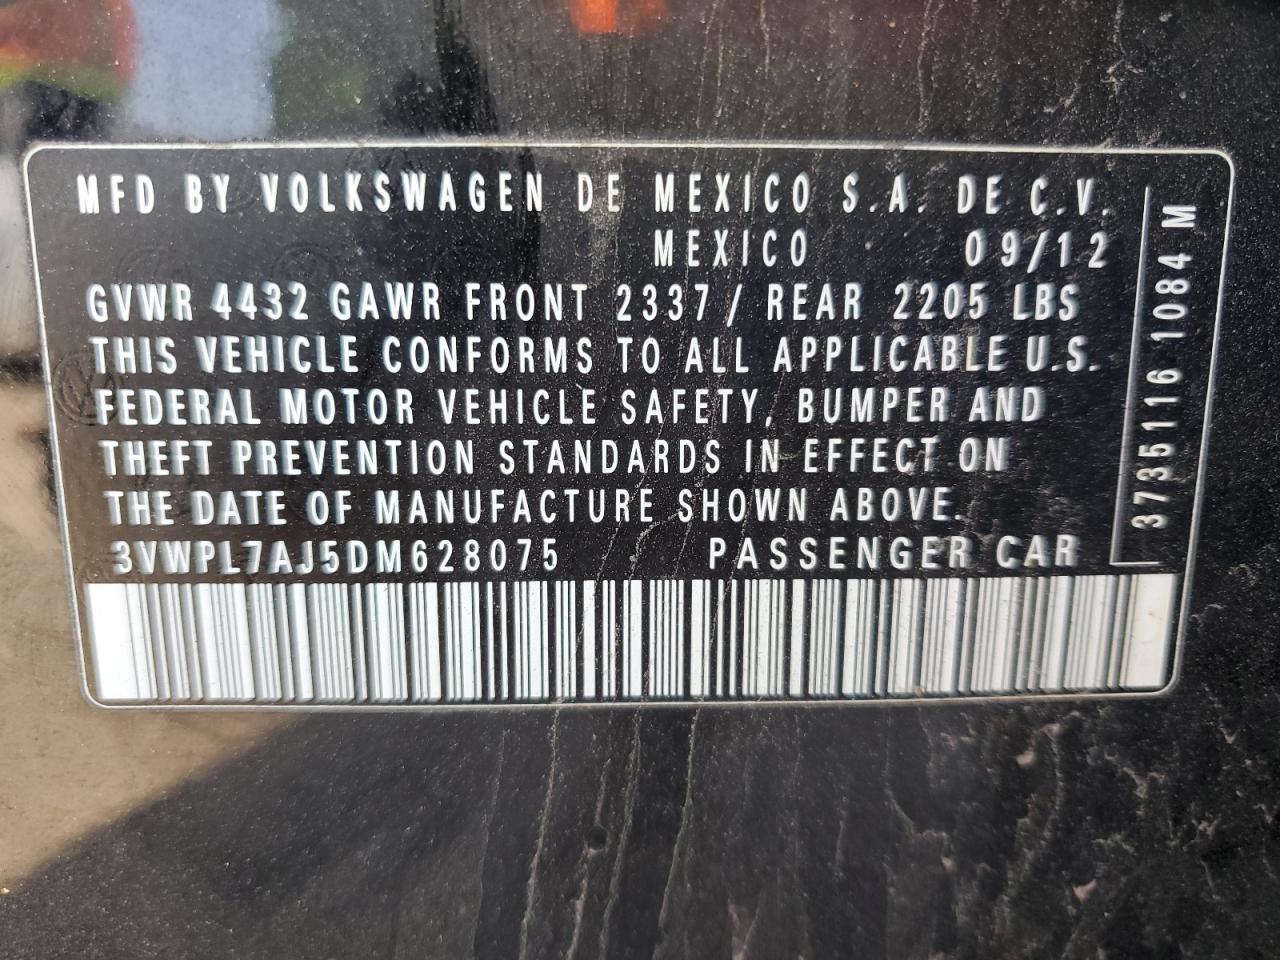 MFD BY VOLKSWAGEN DE MEXICO S.A. DE C.V.
MEXICO 09/12
GVWR 4432 GAWR FRONT 2337/ REAR 2205 LBS
THIS VEHICLE CONFORMS TO ALL APPLICABLE U.S.
FEDERAL MOTOR VEHICLE SAFETY, BUMPER AND
THEFT PREVENTION STANDARDS IN EFFECT ON
THE DATE OF MANUFACTURE SHOWN ABOVE.
3VWPL7AJ5DM628075 PASSENGER CAR
3735116 1084 M